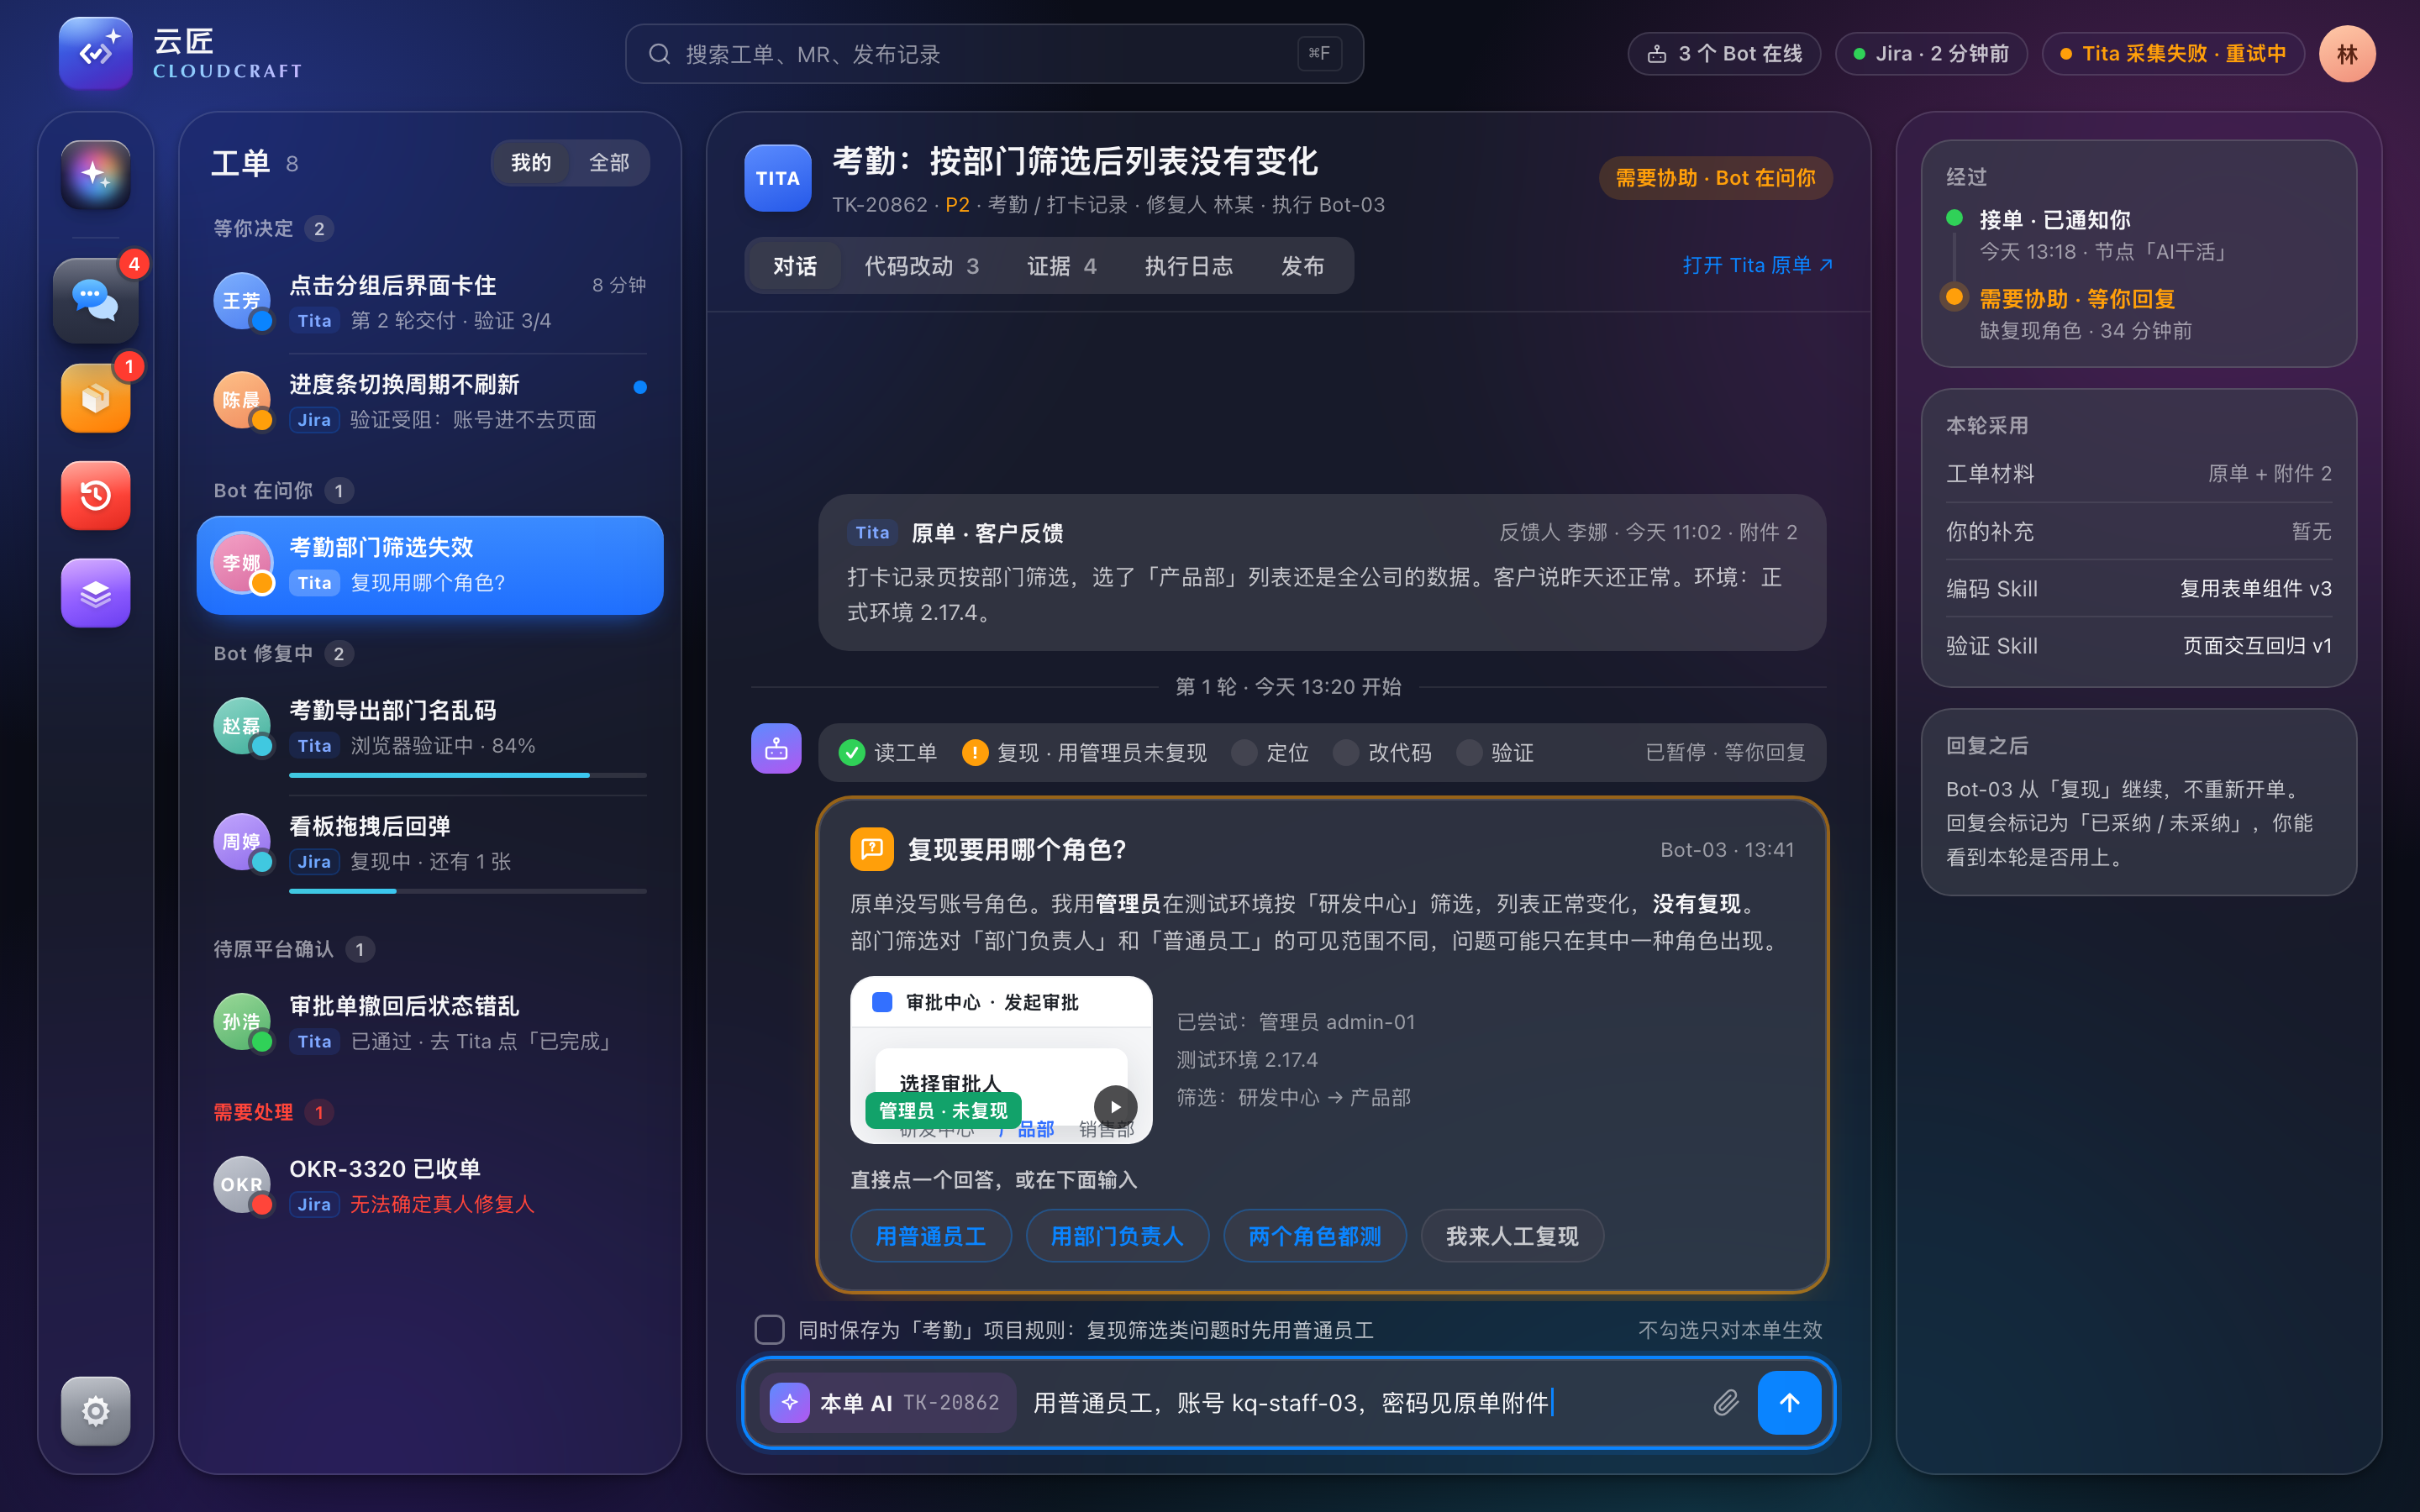 云匠
CLOUDCRAFT
搜索工单、MR、发布记录
⌘F
3 个 Bot 在线
Jira · 2 分钟前
Tita 采集失败 · 重试中
林
4
1
工单 8
我的
全部
等你决定 2
王芳
点击分组后界面卡住
8 分钟
Tita 第 2 轮交付 · 验证 3/4
陈晨
进度条切换周期不刷新
Jira 验证受阻：账号进不去页面
Bot 在问你 1
李娜
考勤部门筛选失效
Tita 复现用哪个角色？
Bot 修复中 2
赵磊
考勤导出部门名乱码
Tita 浏览器验证中 · 84%
周婷
看板拖拽后回弹
Jira 复现中 · 还有 1 张
待原平台确认 1
孙浩
审批单撤回后状态错乱
Tita 已通过 · 去 Tita 点「已完成」
需要处理 1
OKR
OKR-3320 已收单
Jira 无法确定真人修复人
TITA
考勤：按部门筛选后列表没有变化
TK-20862 · P2 · 考勤 / 打卡记录 · 修复人 林某 · 执行 Bot-03
需要协助 · Bot 在问你
对话
代码改动 3
证据 4
执行日志
发布
打开 Tita 原单 ↗
Tita 原单 · 客户反馈
反馈人 李娜 · 今天 11:02 · 附件 2
打卡记录页按部门筛选，选了「产品部」列表还是全公司的数据。客户说昨天还正常。环境：正
式环境 2.17.4。
第 1 轮 · 今天 13:20 开始
读工单
复现 · 用管理员未复现
定位
改代码
验证
已暂停 · 等你回复
复现要用哪个角色？
Bot-03 · 13:41
原单没写账号角色。我用管理员在测试环境按「研发中心」筛选，列表正常变化，没有复现。
部门筛选对「部门负责人」和「普通员工」的可见范围不同，问题可能只在其中一种角色出现。
审批中心 · 发起审批
选择审批人
管理员 · 未复现
研发中心
产品部
销售部
已尝试：管理员 admin-01
测试环境 2.17.4
筛选：研发中心 → 产品部
直接点一个回答，或在下面输入
用普通员工
用部门负责人
两个角色都测
我来人工复现
同时保存为「考勤」项目规则：复现筛选类问题时先用普通员工
不勾选只对本单生效
本单 AI TK-20862
用普通员工，账号 kq-staff-03，密码见原单附件
经过
接单 · 已通知你
今天 13:18 · 节点「AI干活」
需要协助 · 等你回复
缺复现角色 · 34 分钟前
本轮采用
工单材料
原单 + 附件 2
你的补充
暂无
编码 Skill
复用表单组件 v3
验证 Skill
页面交互回归 v1
回复之后
Bot-03 从「复现」继续，不重新开单。
回复会标记为「已采纳 / 未采纳」，你能
看到本轮是否用上。